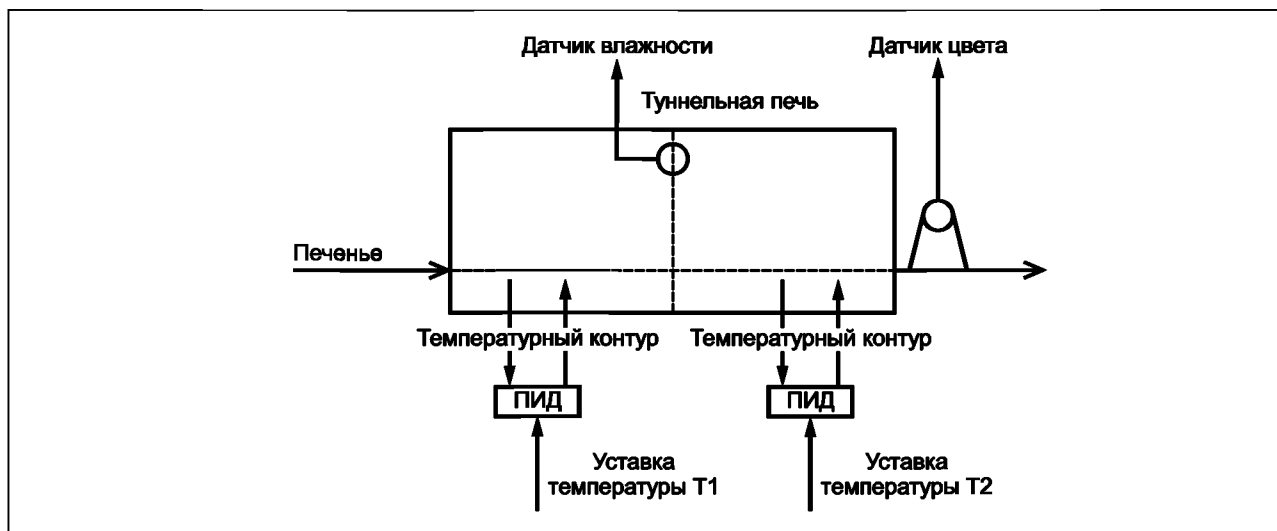 Датчик влажности
Датчик цвета
Туннельная печь
Печенье
Температурный контур
Температурный контур
ПИД
ПИД
Уставка
температуры Т1
Уставка
температуры Т2